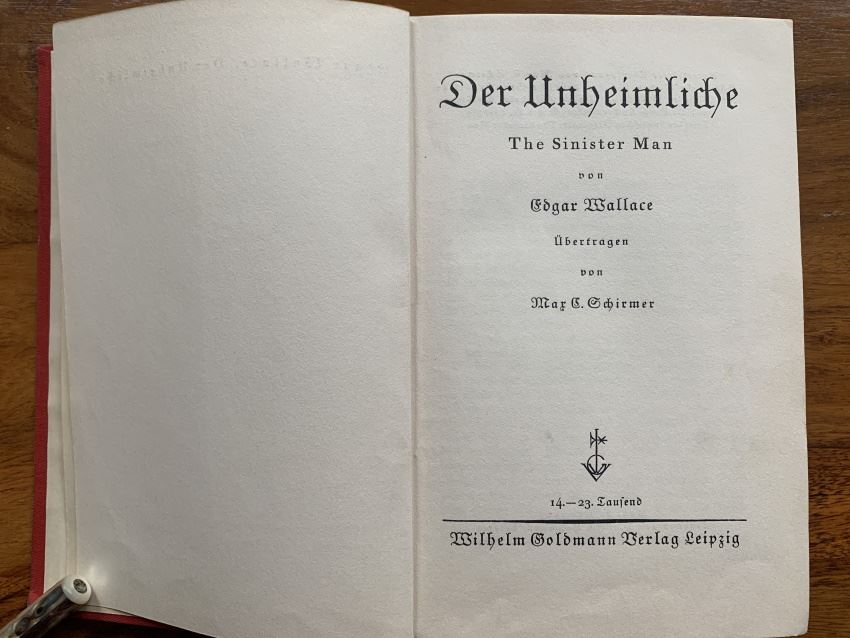 Der Unheimliche
The Sinister Man
von
Edgar Wallace
Übertragen
von
Max C. Schirmer
14.—23. Tausend
Wilhelm Goldmann Verlag Leipzig